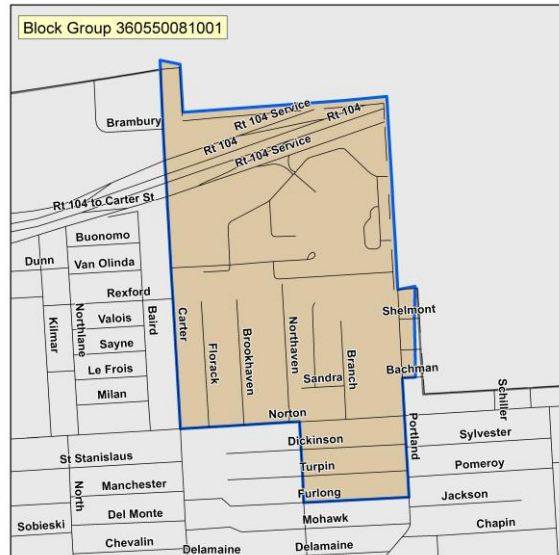 Block Group 360550081001
Brambury
Rt 104 Service
Rt 104
Rt 104
Rt 104 Service
Rt 104 to Carter St
Buonomo
Dunn
Van Olinda
Rexford
Kilmar
Northlane
Valois
Baird
Carter
Sayne
Le Frois
Milan
Florack
Brookhaven
Northaven
Sandra
Branch
Shelmont
Bachman
Norton
Portland
Schiller
Dickinson
Sylvester
St Stanislaus
Turpin
Pomeroy
North
Manchester
Furlong
Jackson
Sobieski
Del Monte
Mohawk
Chapin
Chevalin
Delamaine
Delamaine